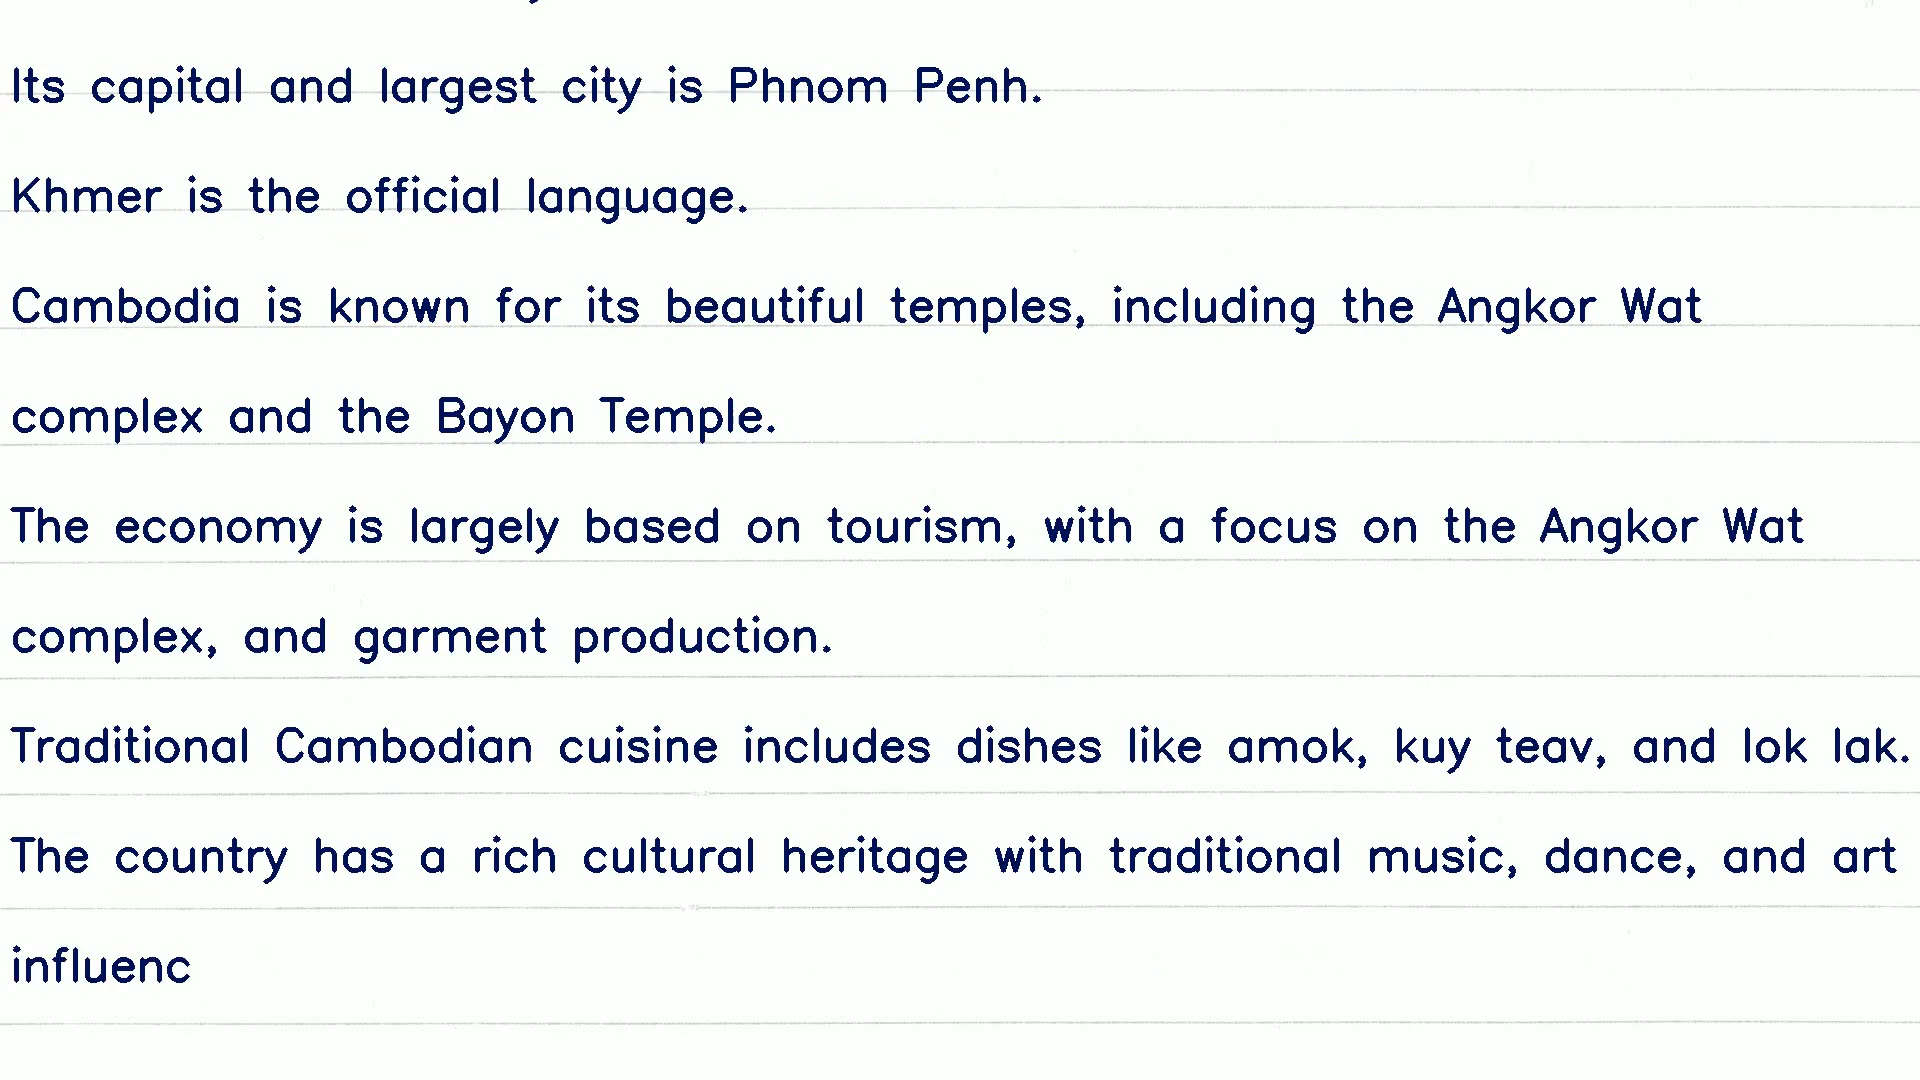 Its capital and largest city is Phnom Penh.
Khmer is the official language.
Cambodia is known for its beautiful temples, including the Angkor Wat
complex and the Bayon Temple.
The economy is largely based on tourism, with a focus on the Angkor Wat
complex, and garment production.
Traditional Cambodian cuisine includes dishes like amok, kuy teav, and lok lak.
The country has a rich cultural heritage with traditional music, dance, and art
influenc